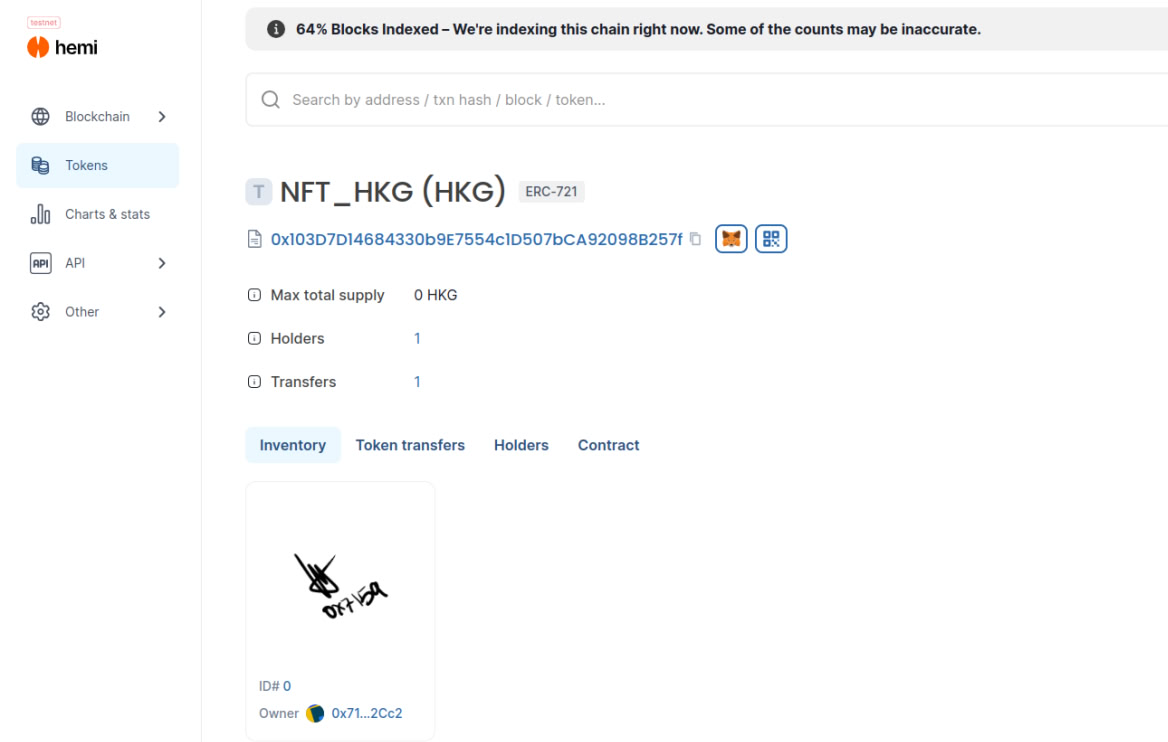 testnet
hemi
64% Blocks Indexed – We're indexing this chain right now. Some of the counts may be inaccurate.
Search by address / txn hash / block / token...
Blockchain
Tokens
Charts & stats
API
API
Other
T NFT_HKG (HKG) ERC-721
0x103D7D14684330b9E7554c1D507bCA92098B257f
Max total supply 0 HKG
Holders 1
Transfers 1
Inventory Token transfers Holders Contract
ID# 0
Owner 0x71...2Cc2